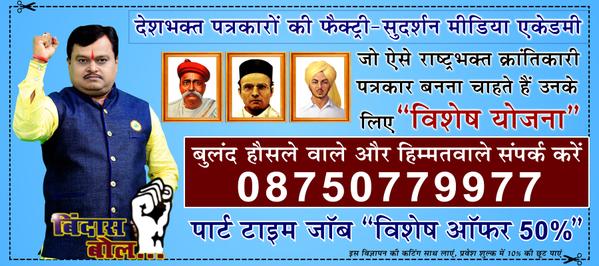 देशभक्त पत्रकारों की फैक्ट्री-सुदर्शन मीडिया एकेडमी
जो ऐसे राष्ट्रभक्त क्रांतिकारी
पत्रकार बनना चाहते हैं उनके
लिए “विशेष योजना”
बुलंद हौसले वाले और हिम्मतवाले संपर्क करें
08750779977
बिंदास
बोल...
पार्ट टाइम जॉब “विशेष ऑफर 50%”
इस विज्ञापन की कटिंग साथ लाएं, प्रवेश शुल्क में 10% की छूट पाएं